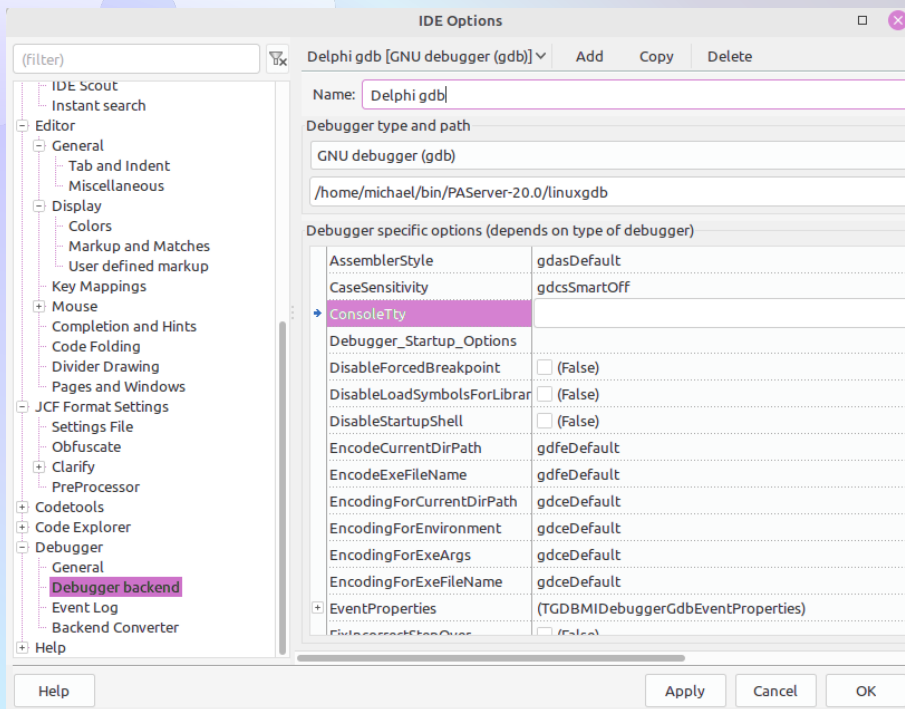 IDE Options
(filter)
IDE Scout
Instant search
Editor
General
Tab and Indent
Miscellaneous
Display
Colors
Markup and Matches
User defined markup
Key Mappings
Mouse
Completion and Hints
Code Folding
Divider Drawing
Pages and Windows
JCF Format Settings
Settings File
Obfuscate
Clarify
PreProcessor
Codetools
Code Explorer
Debugger
General
Debugger backend
Event Log
Backend Converter
Help
Delphi gdb [GNU debugger (gdb)] Add Copy Delete
Name: Delphi gdb
Debugger type and path
GNU debugger (gdb)
/home/michael/bin/PAServer-20.0/linuxgdb
Debugger specific options (depends on type of debugger)
AssemblerStyle gdasDefault
CaseSensitivity gdcsSmartOff
ConsoleTty
Debugger_Startup_Options
DisableForcedBreakpoint (False)
DisableLoadSymbolsForLibrar (False)
DisableStartupShell (False)
EncodeCurrentDirPath gdfeDefault
EncodeExeFileName gdfeDefault
EncodingForCurrentDirPath gdceDefault
EncodingForEnvironment gdceDefault
EncodingForExeArgs gdceDefault
EncodingForExeFileName gdceDefault
EventProperties (TGDBMIDebuggerGdbEventProperties)
FixIncorrectStepOver (False)
Help Apply Cancel OK